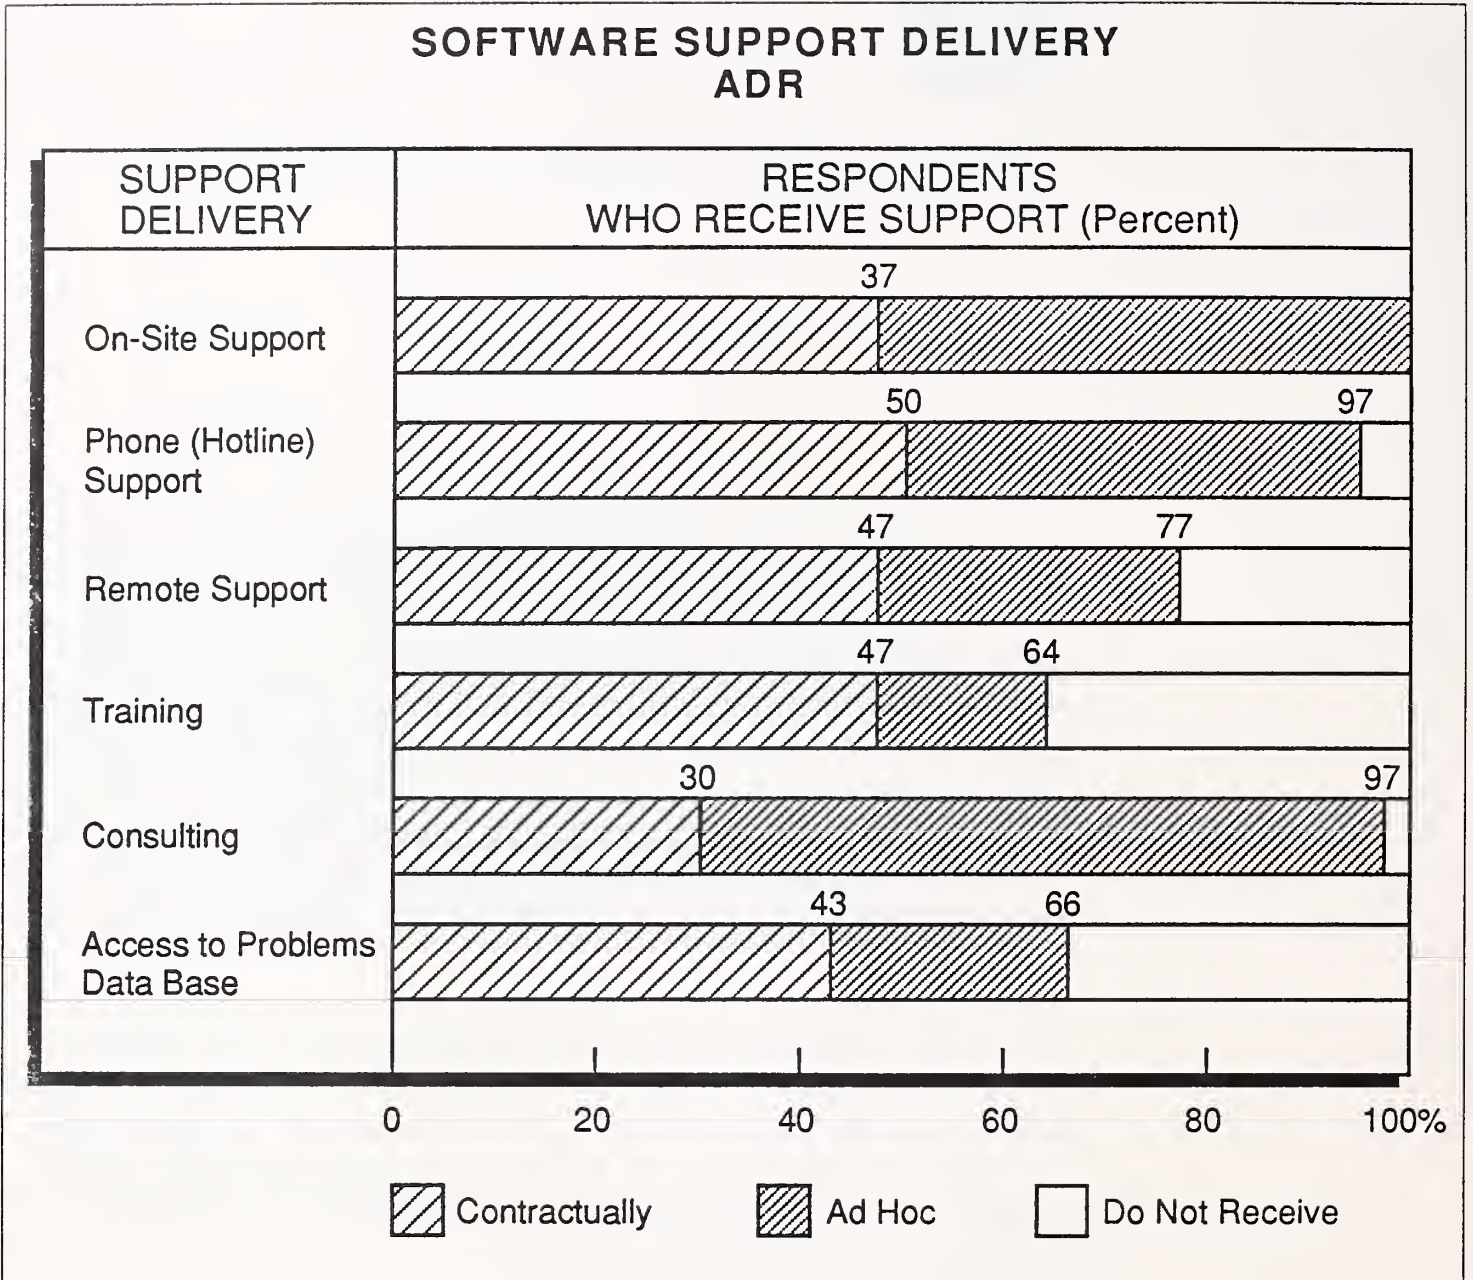 SOFTWARE SUPPORT DELIVERY
ADR
SUPPORT
DELIVERY
RESPONDENTS
WHO RECEIVE SUPPORT (Percent)
37
On-Site Support
50 97
Phone (Hotline)
Support
47 77
Remote Support
47 64
Training
30 97
Consulting
43 66
Access to Problems
Data Base
0 20 40 60 80 100%
Contractually Ad Hoc Do Not Receive